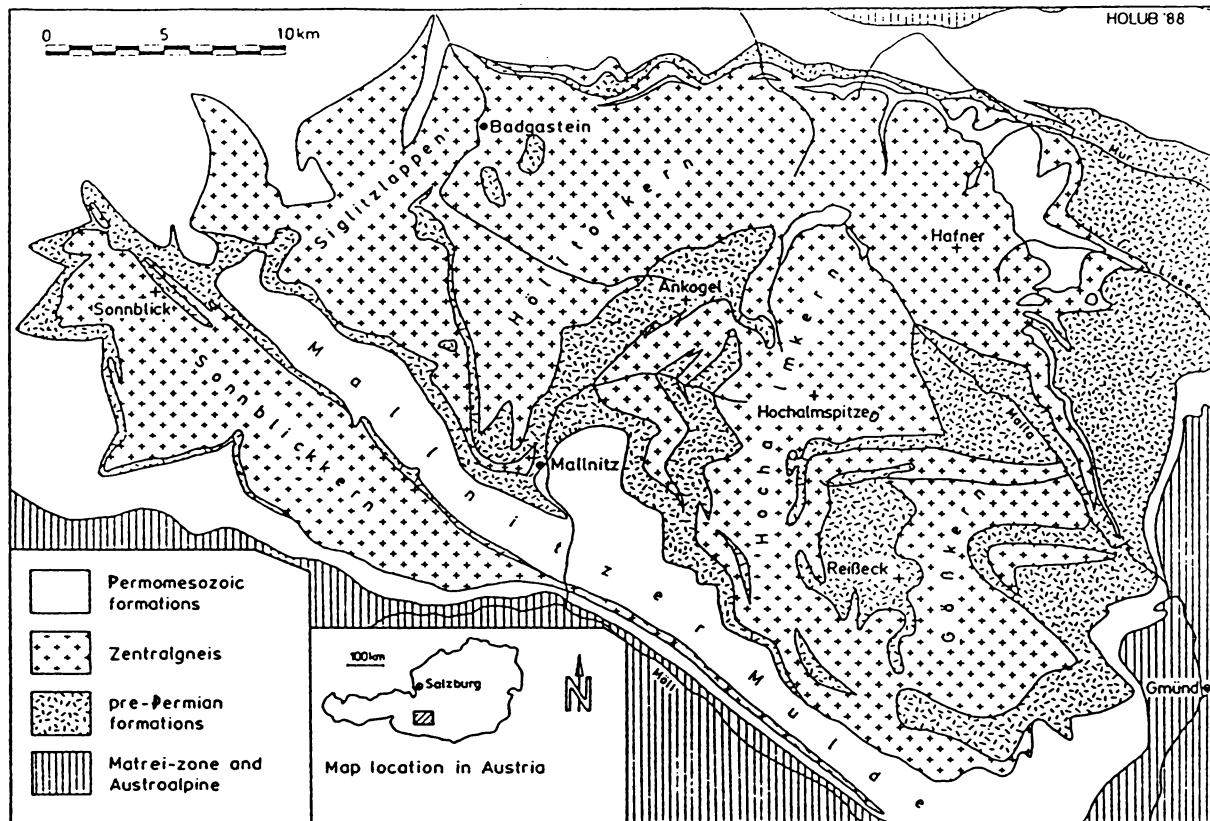 HOLUB '88
0 5 10km
Badgastein
Siglitzlappen
Hölltorkern
Hafner
Ankogel
Sonnblick
Sonnblickkern
Mallnitzer Mulde
Hochalmkern
Hochalmspitze
Malta
Mallnitz
Reißeck
Gößkern
Möll
Gmünd
Permomesozoic
formations
Zentralgneis
pre-Permian
formations
Matrei-zone and
Austroalpine
100km
Salzburg
N
Map location in Austria